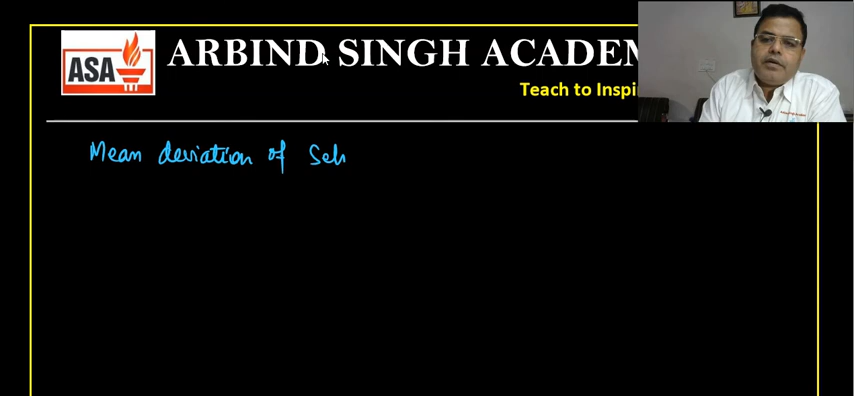 ASA
ARBIND SINGH ACADEM
Teach to Inspi
Mean deviation of Seh